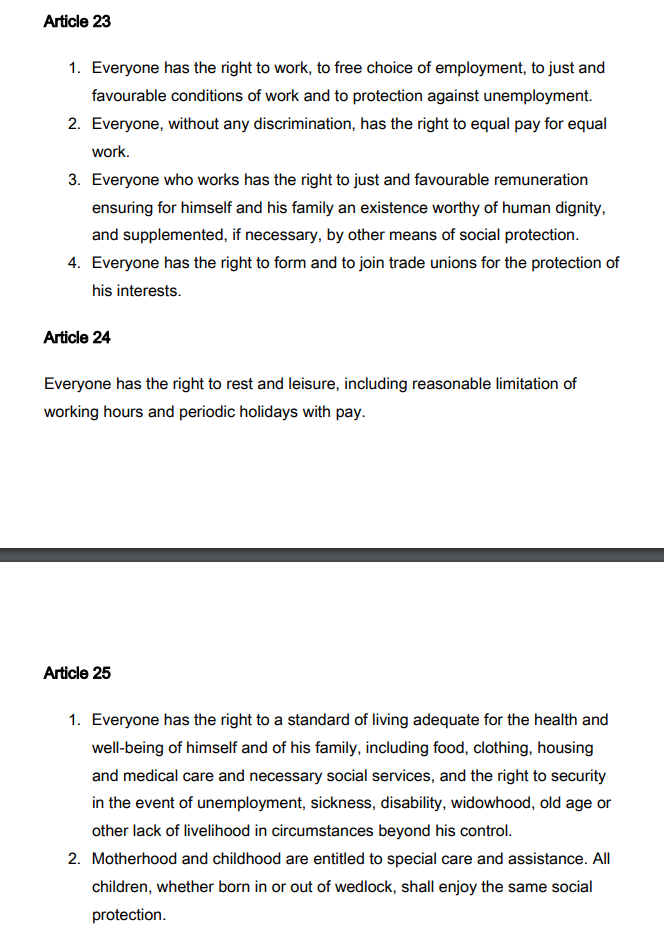 Article 23
1. Everyone has the right to work, to free choice of employment, to just and
favourable conditions of work and to protection against unemployment.
2. Everyone, without any discrimination, has the right to equal pay for equal
work.
3. Everyone who works has the right to just and favourable remuneration
ensuring for himself and his family an existence worthy of human dignity,
and supplemented, if necessary, by other means of social protection.
4. Everyone has the right to form and to join trade unions for the protection of
his interests.
Article 24
Everyone has the right to rest and leisure, including reasonable limitation of
working hours and periodic holidays with pay.
Article 25
1. Everyone has the right to a standard of living adequate for the health and
well-being of himself and of his family, including food, clothing, housing
and medical care and necessary social services, and the right to security
in the event of unemployment, sickness, disability, widowhood, old age or
other lack of livelihood in circumstances beyond his control.
2. Motherhood and childhood are entitled to special care and assistance. All
children, whether born in or out of wedlock, shall enjoy the same social
protection.